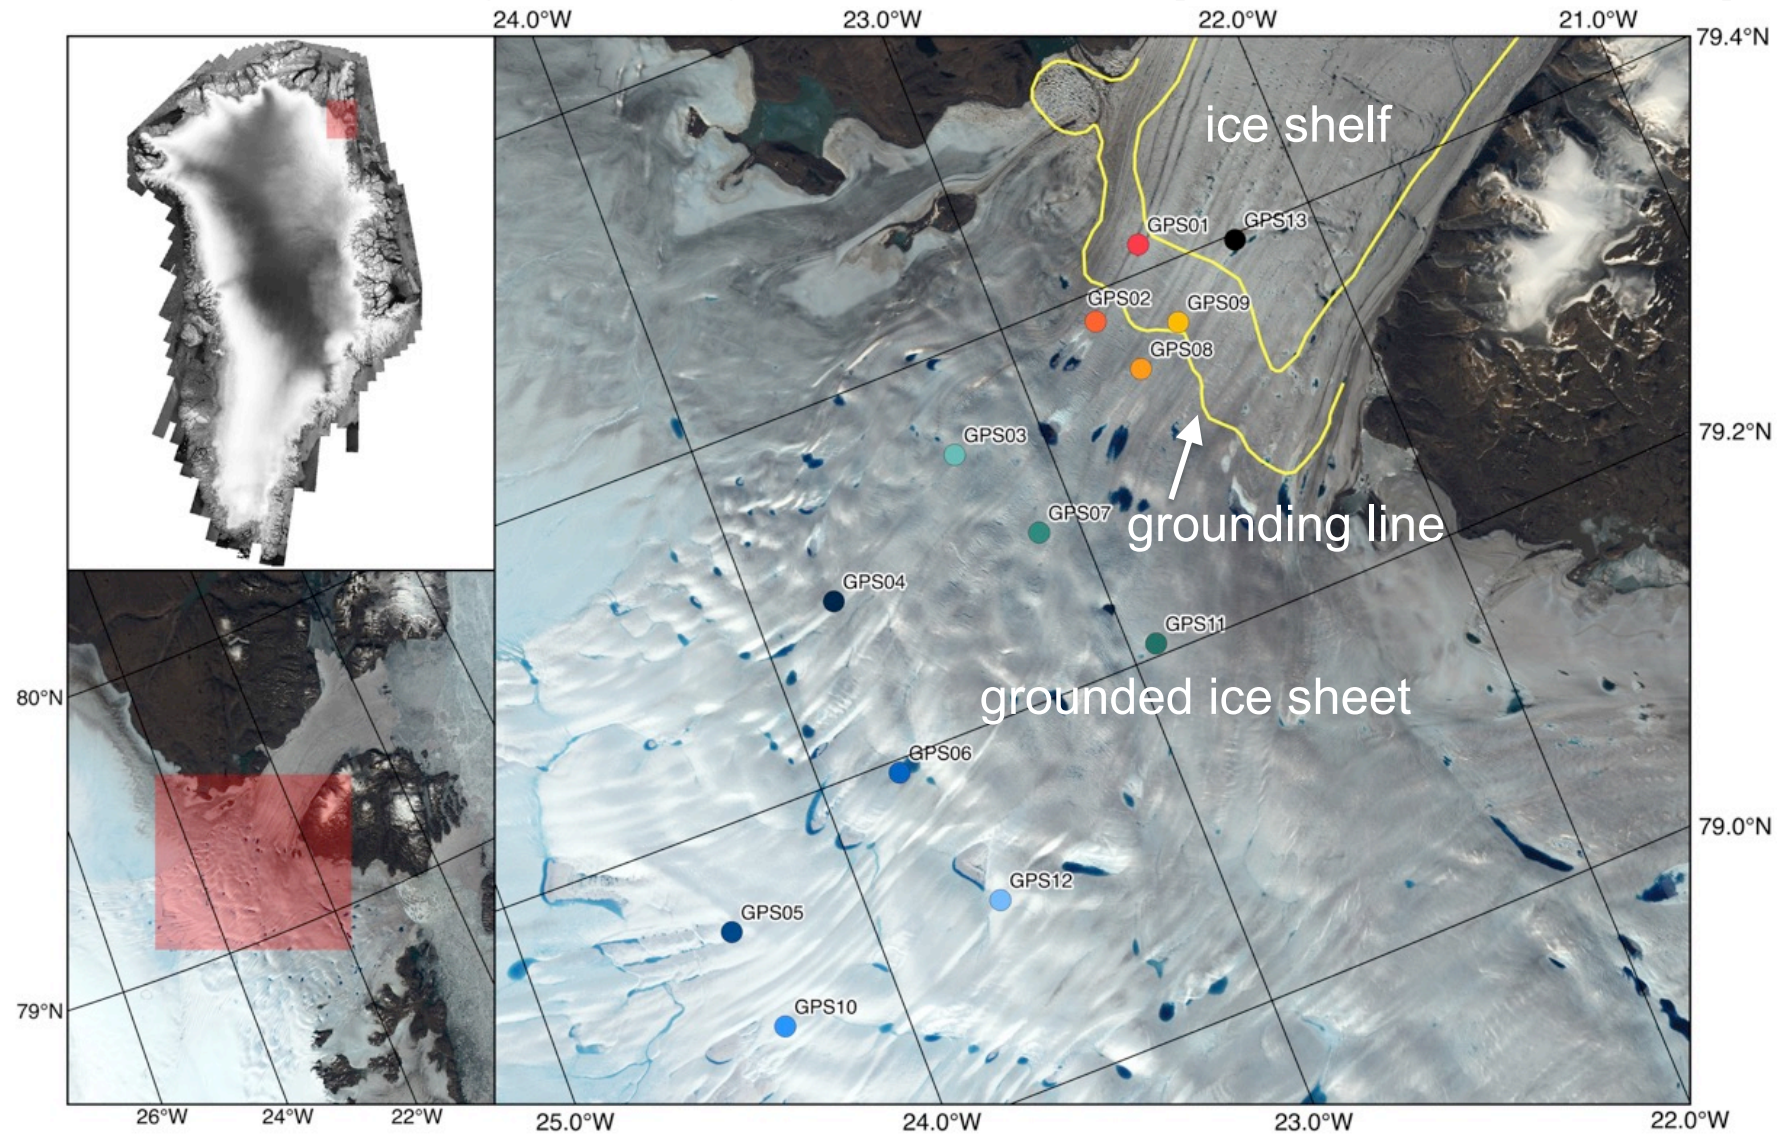 24.0°W
23.0°W
22.0°W
21.0°W
79.4°N
ice shelf
GPS01
GPS13
GPS02
GPS09
GPS08
79.2°N
GPS03
GPS07
grounding line
GPS04
GPS11
80°N
grounded ice sheet
GPS06
79.0°N
GPS12
GPS05
79°N
GPS10
26°W
24°W
22°W
25.0°W
24.0°W
23.0°W
22.0°W